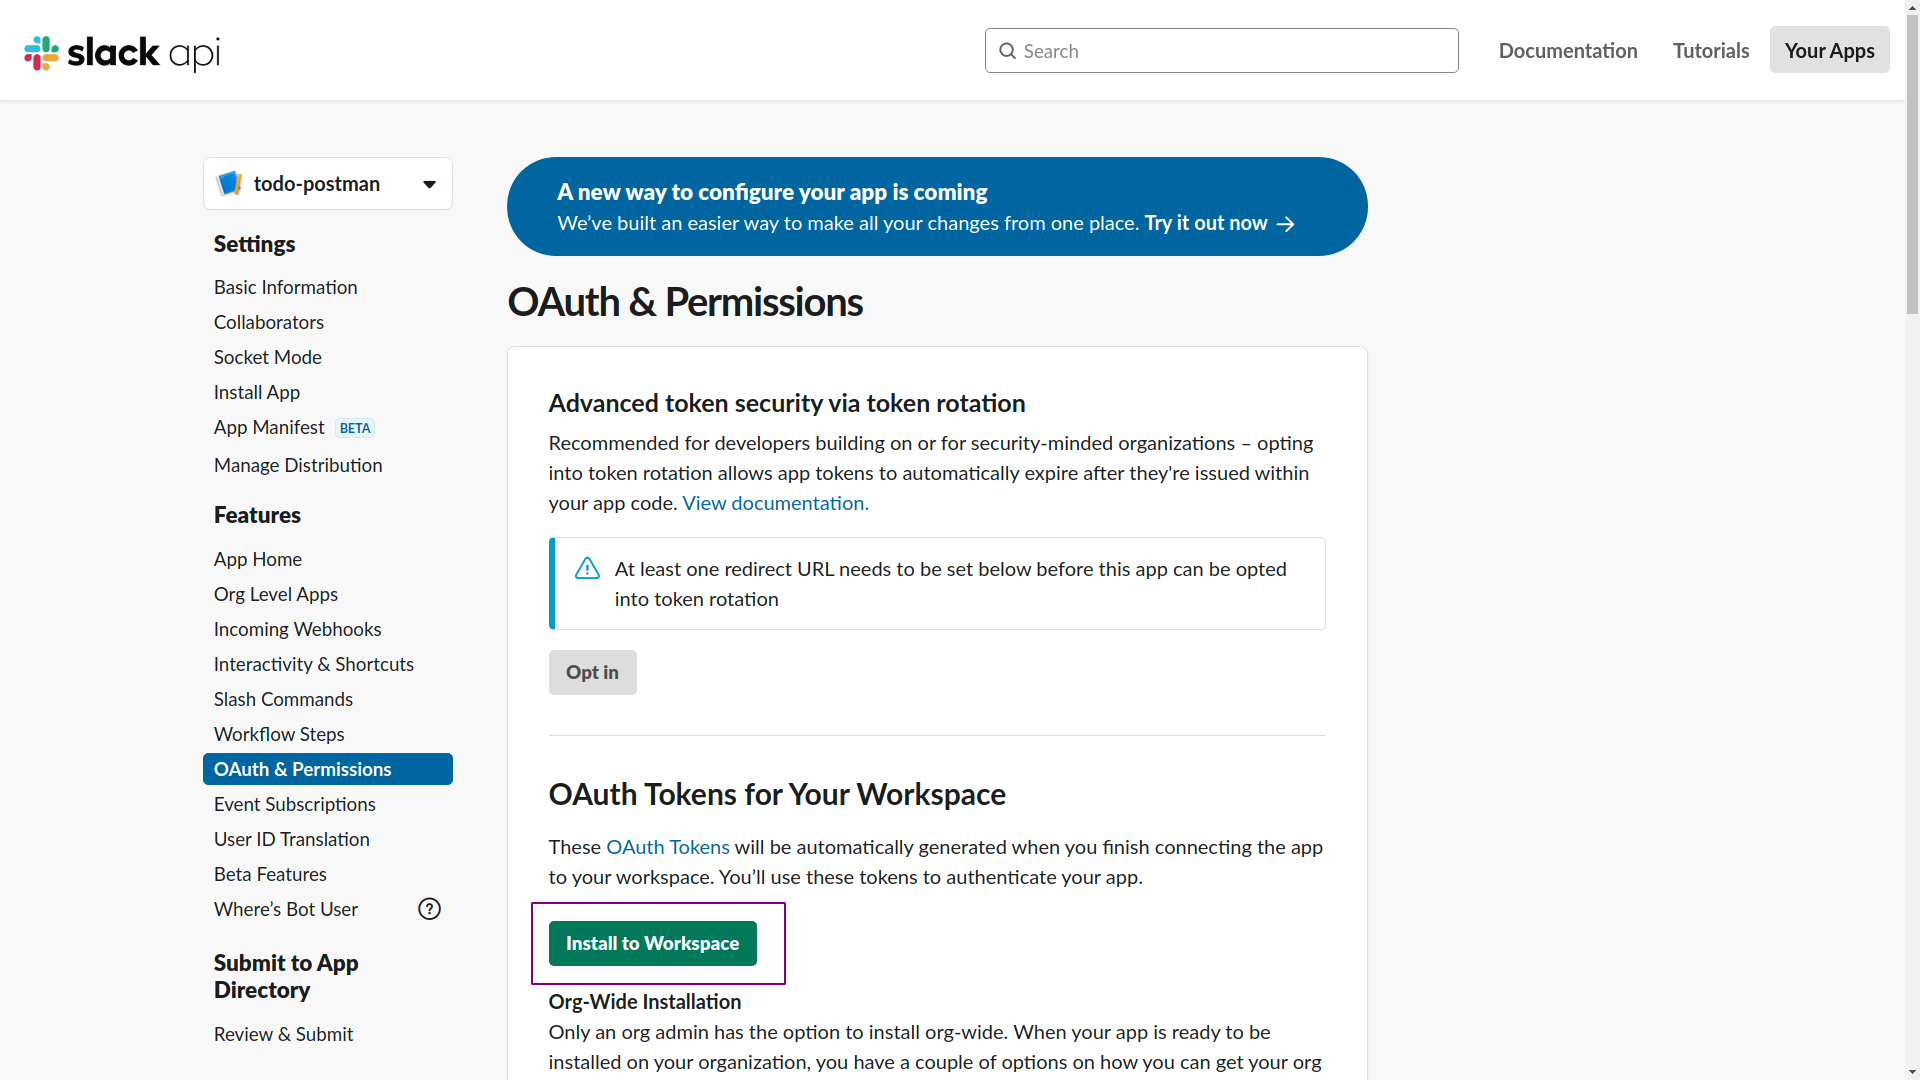 slack api
Search
Documentation
Tutorials
Your Apps
todo-postman
Settings
Basic Information
Collaborators
Socket Mode
Install App
App Manifest BETA
Manage Distribution
Features
App Home
Org Level Apps
Incoming Webhooks
Interactivity & Shortcuts
Slash Commands
Workflow Steps
OAuth & Permissions
Event Subscriptions
User ID Translation
Beta Features
Where’s Bot User ?
Submit to App
Directory
Review & Submit
A new way to configure your app is coming
We’ve built an easier way to make all your changes from one place. Try it out now →
OAuth & Permissions
Advanced token security via token rotation
Recommended for developers building on or for security-minded organizations – opting
into token rotation allows app tokens to automatically expire after they're issued within
your app code. View documentation.
At least one redirect URL needs to be set below before this app can be opted
into token rotation
Opt in
OAuth Tokens for Your Workspace
These OAuth Tokens will be automatically generated when you finish connecting the app
to your workspace. You’ll use these tokens to authenticate your app.
Install to Workspace
Org-Wide Installation
Only an org admin has the option to install org-wide. When your app is ready to be
installed on your organization, you have a couple of options on how you can get your org